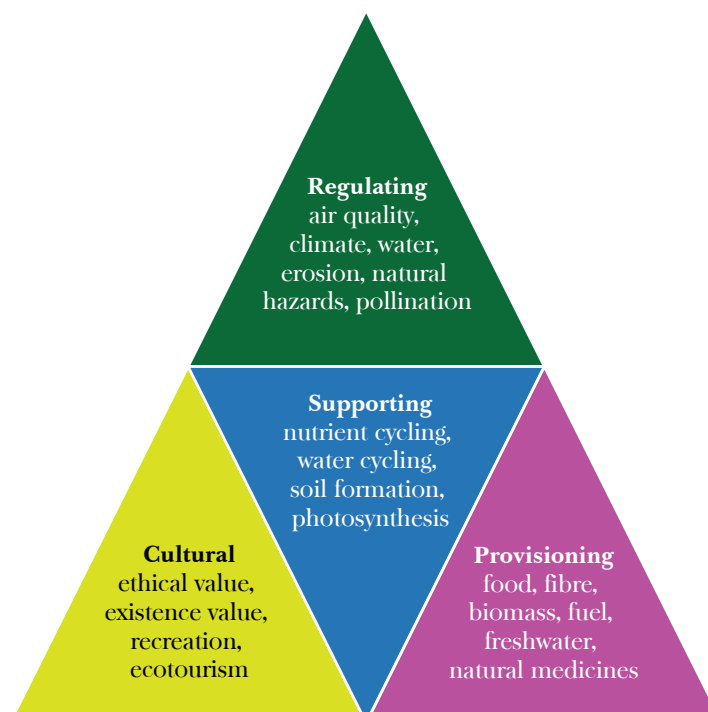 Regulating
air quality,
climate, water,
erosion, natural
hazards, pollination
Supporting
nutrient cycling,
water cycling,
soil formation,
photosynthesis
Cultural
ethical value,
existence value,
recreation,
ecotourism
Provisioning
food, fibre,
biomass, fuel,
freshwater,
natural medicines